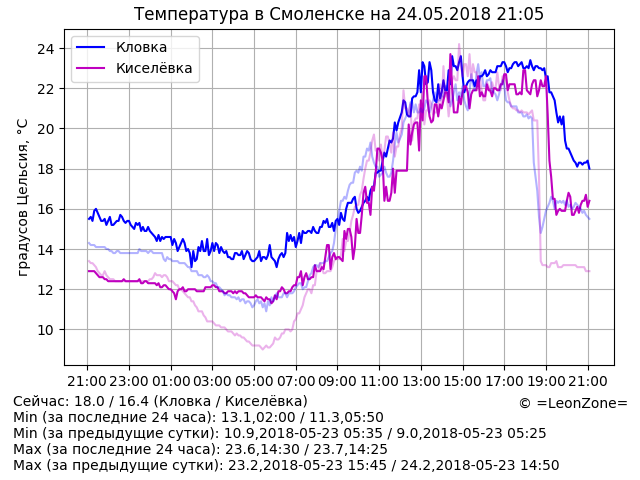 Температура в Смоленске на 24.05.2018 21:05
Кловка
Киселёвка
градусов Цельсия, °C
24
22
20
18
16
14
12
10
21:00 23:00 01:00 03:00 05:00 07:00 09:00 11:00 13:00 15:00 17:00 19:00 21:00
Сейчас: 18.0 / 16.4 (Кловка / Киселёвка)
© =LeonZone=
Min (за последние 24 часа): 13.1,02:00 / 11.3,05:50
Min (за предыдущие сутки): 10.9,2018-05-23 05:35 / 9.0,2018-05-23 05:25
Max (за последние 24 часа): 23.6,14:30 / 23.7,14:25
Max (за предыдущие сутки): 23.2,2018-05-23 15:45 / 24.2,2018-05-23 14:50